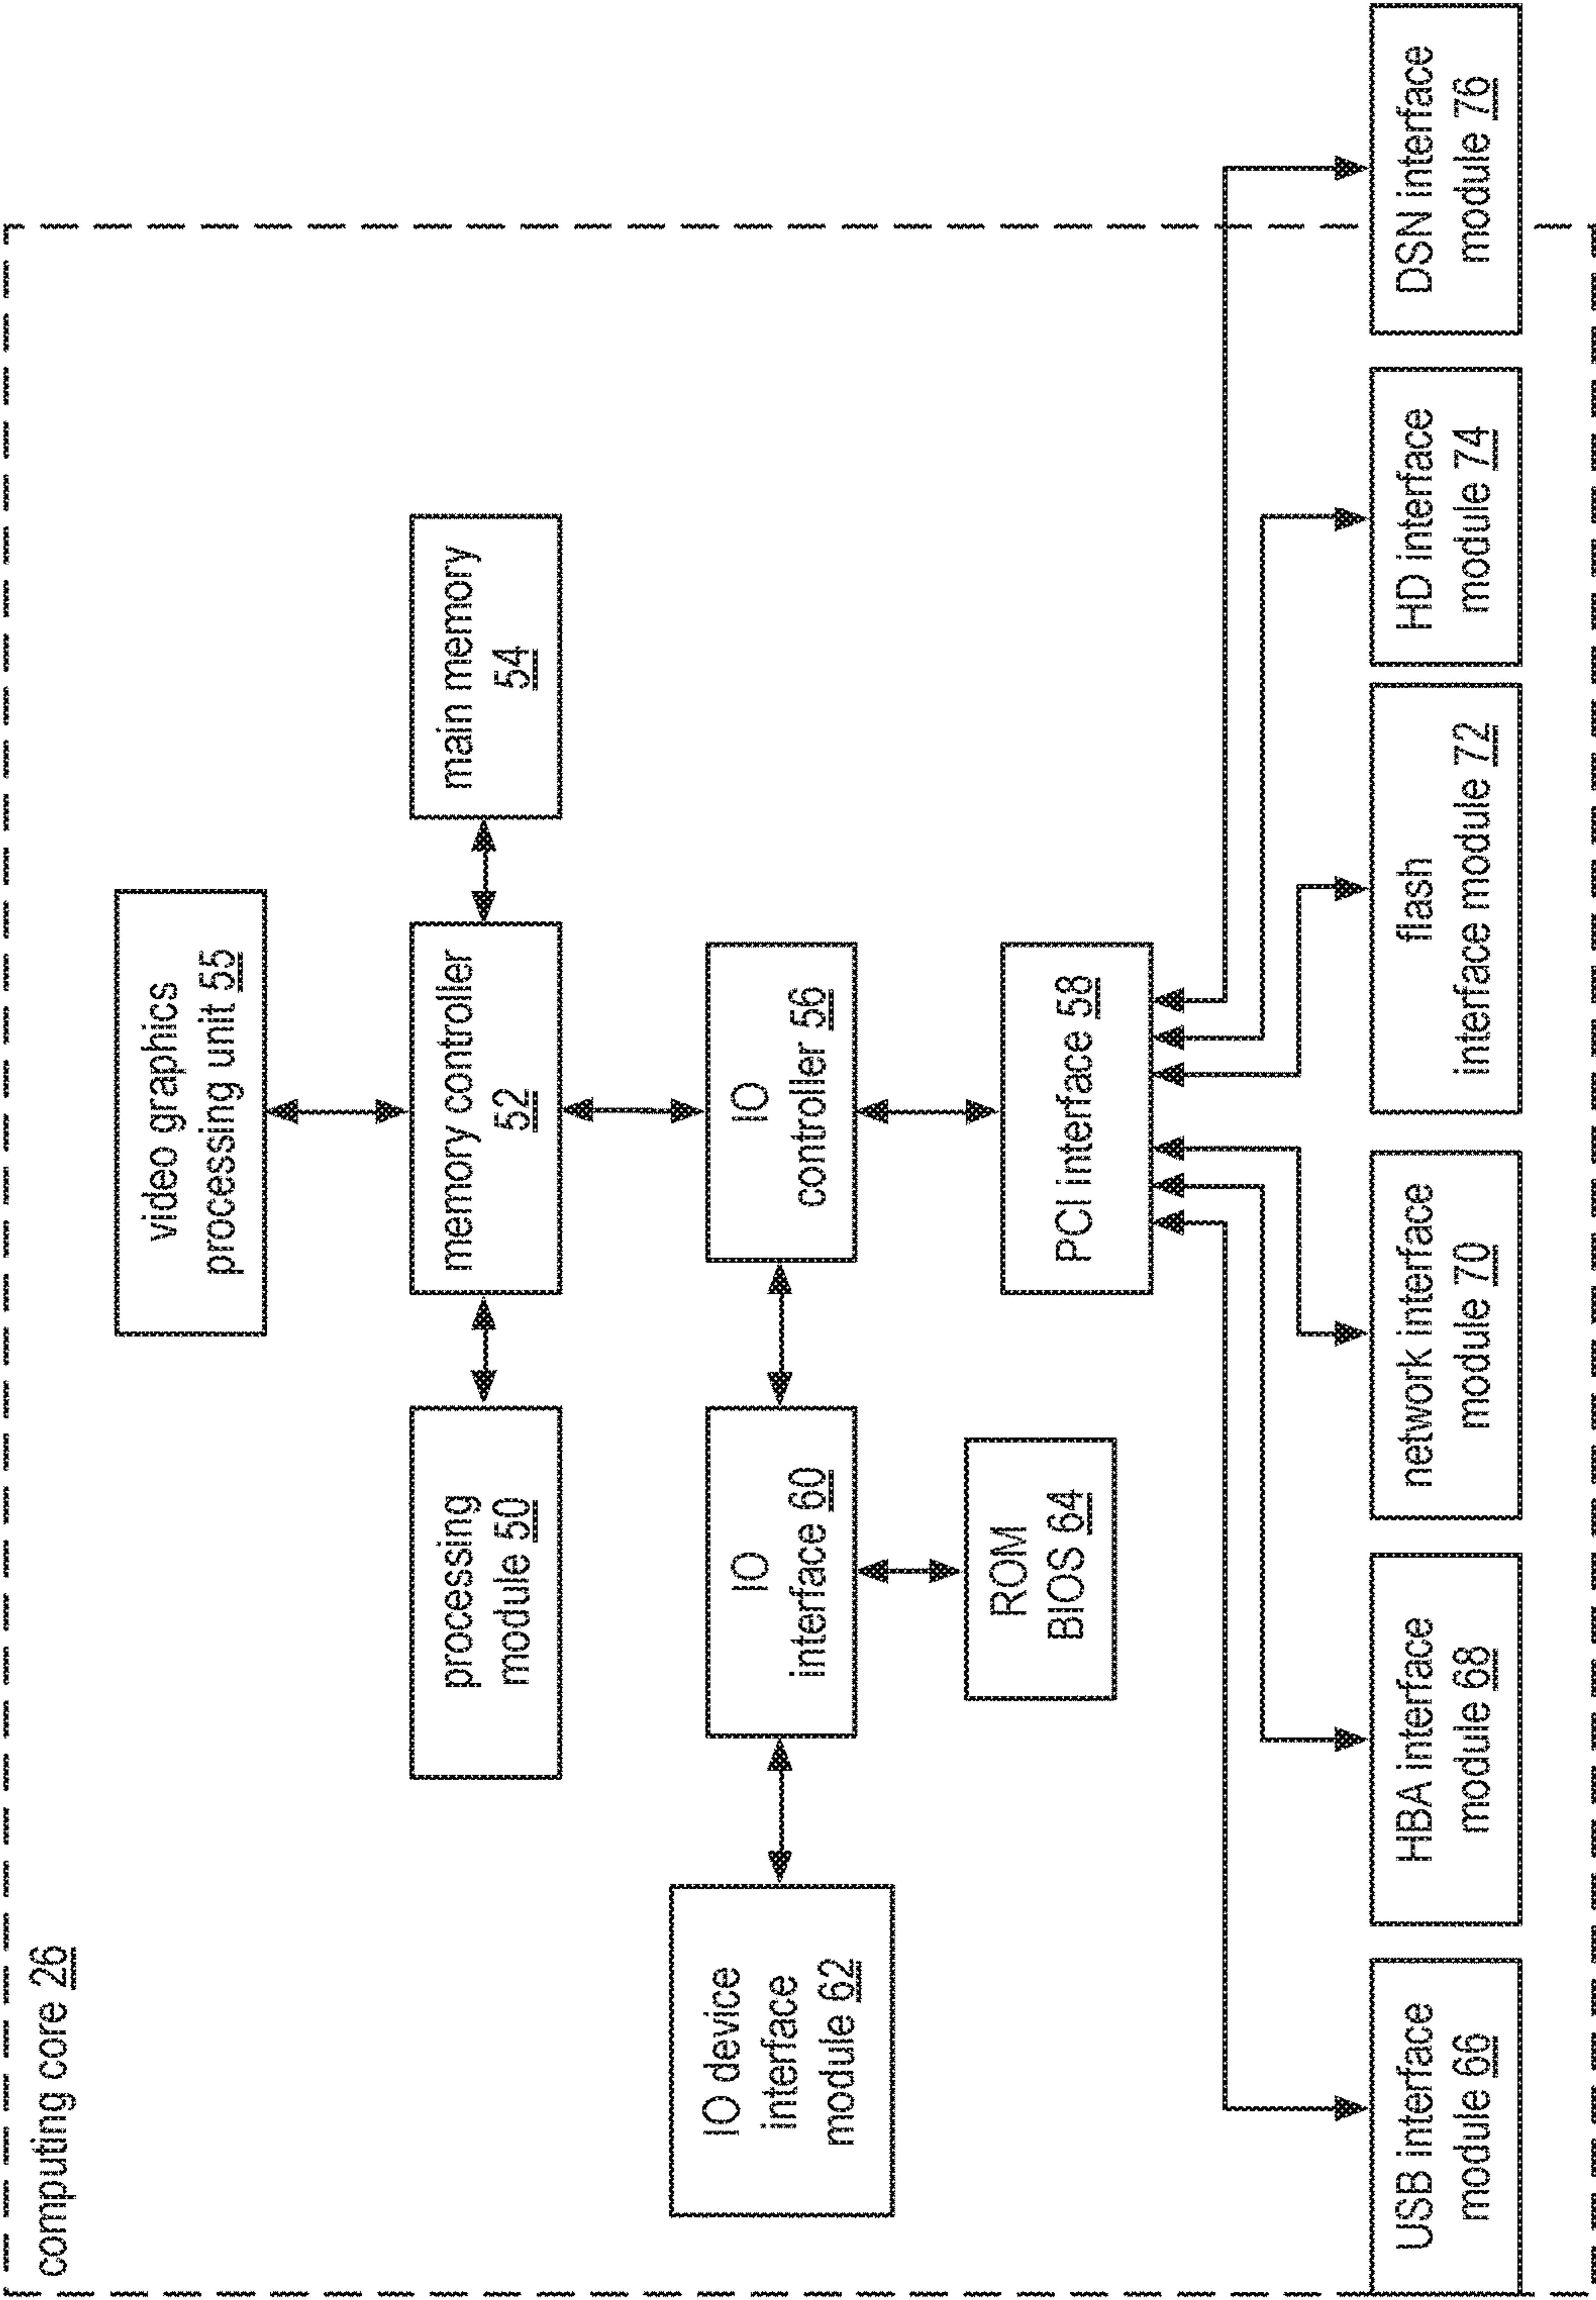 computing core 26
video graphics
processing unit 55
processing
module 50
memory controller
52
main memory
54
IO device
interface
module 62
IO
interface 60
IO
controller 56
ROM
BIOS 64
PCI interface 58
USB interface
module 66
HBA interface
module 68
network interface
module 70
flash
interface module 72
HD interface
module 74
DSN interface
module 76